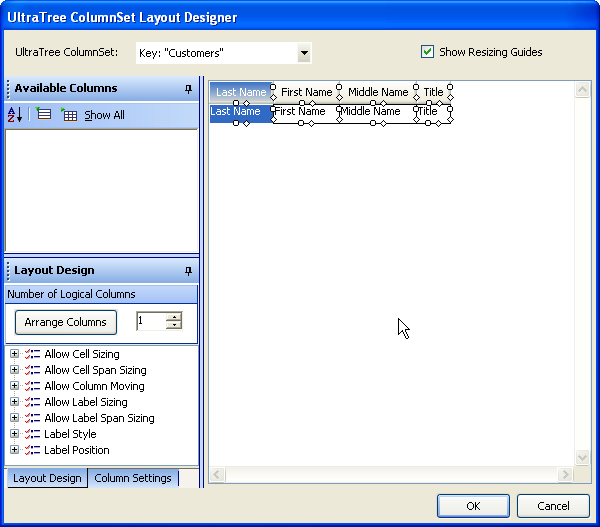 UltraTree ColumnSet Layout Designer
UltraTree ColumnSet: Key: "Customers" Show Resizing Guides
Available Columns
Show All
Last Name First Name Middle Name Title
Last Name First Name Middle Name Title
Layout Design
Number of Logical Columns
Arrange Columns 1
Allow Cell Sizing
Allow Cell Span Sizing
Allow Column Moving
Allow Label Sizing
Allow Label Span Sizing
Label Style
Label Position
Layout Design Column Settings
OK Cancel